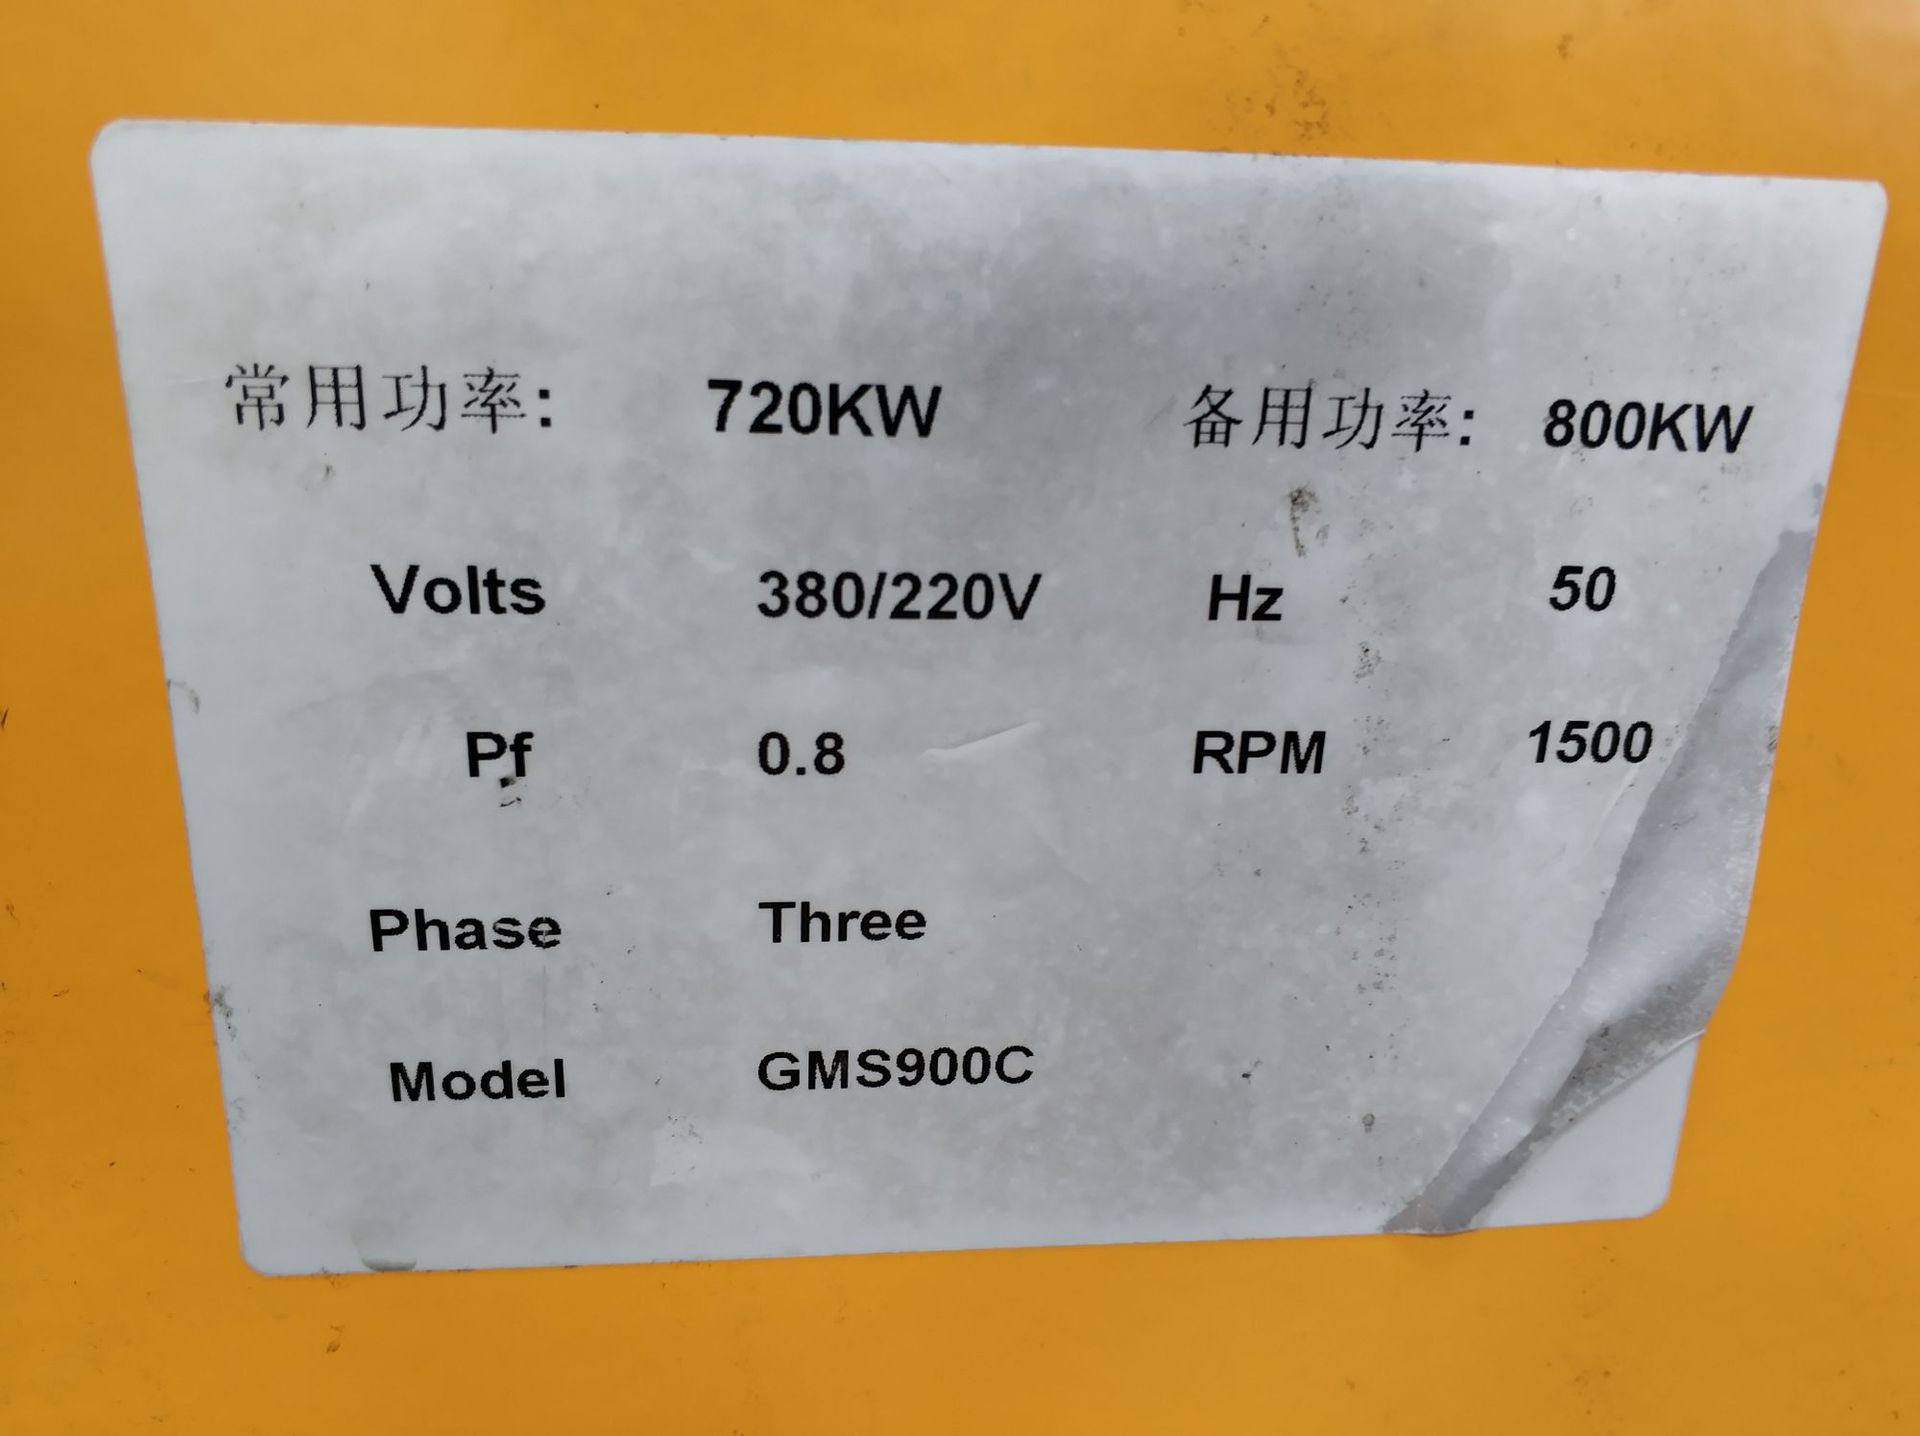 常用功率: 720KW 备用功率: 800KW
Volts 380/220V Hz 50
Pf 0.8 RPM 1500
Phase Three
Model GMS900C